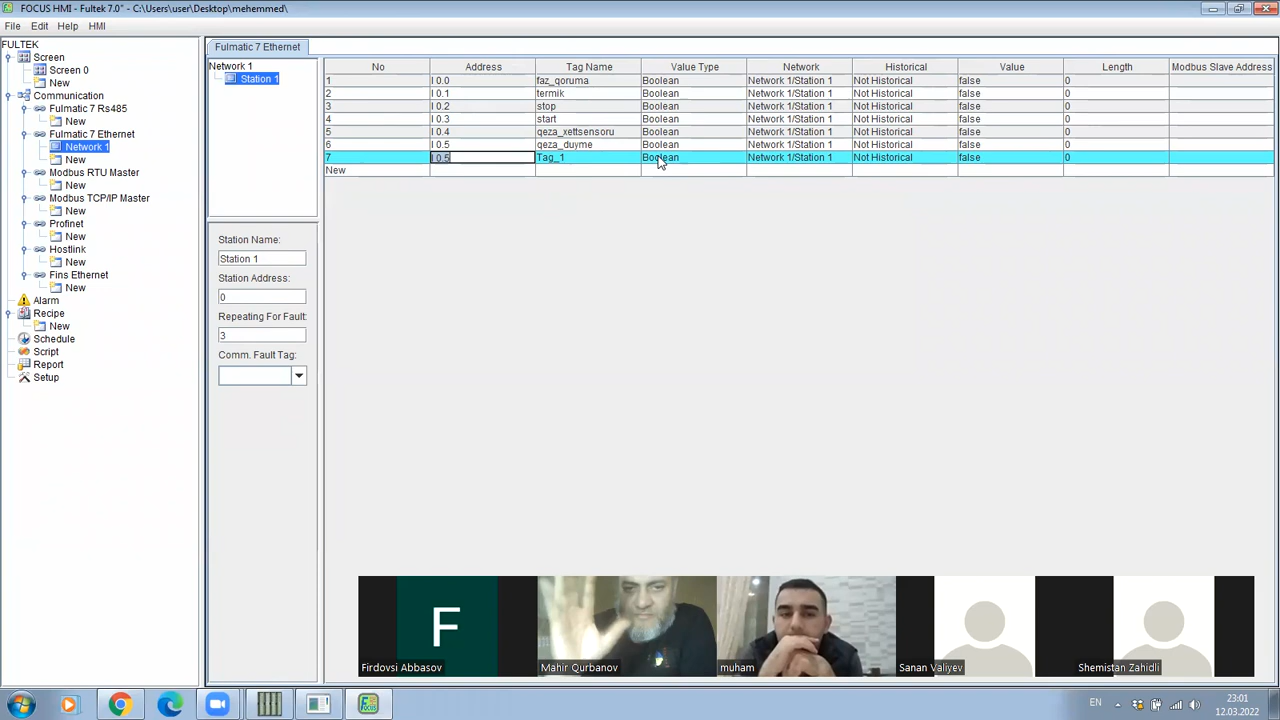 FOCUS HMI - Fultek 7.0" - C:\Users\user\Desktop\mehemmed\
File Edit Help HMI
FULTEK
Screen
Screen 0
New
Communication
Fulmatic 7 Rs485
New
Fulmatic 7 Ethernet
Network 1
New
Modbus RTU Master
New
Modbus TCP/IP Master
New
Profinet
New
Hostlink
New
Fins Ethernet
New
Alarm
Recipe
New
Schedule
Script
Report
Setup
Fulmatic 7 Ethernet
Network 1
Station 1
Station Name:
Station 1
Station Address:
0
Repeating For Fault:
3
Comm. Fault Tag:
No Address Tag Name Value Type Network Historical Value Length Modbus Slave Address
1 I 0.0 faz_qoruma Boolean Network 1/Station 1 Not Historical false 0
2 I 0.1 termik Boolean Network 1/Station 1 Not Historical false 0
3 I 0.2 stop Boolean Network 1/Station 1 Not Historical false 0
4 I 0.3 start Boolean Network 1/Station 1 Not Historical false 0
5 I 0.4 qeza_xettsensoru Boolean Network 1/Station 1 Not Historical false 0
6 I 0.5 qeza_duyme Boolean Network 1/Station 1 Not Historical false 0
7 I 0.5 Tag_1 Boolean Network 1/Station 1 Not Historical false 0
New
F
Firdovsi Abbasov
Mahir Qurbanov
muham
Sanan Valiyev
Shemistan Zahidli
FOCUS
EN
23:01
12.03.2022